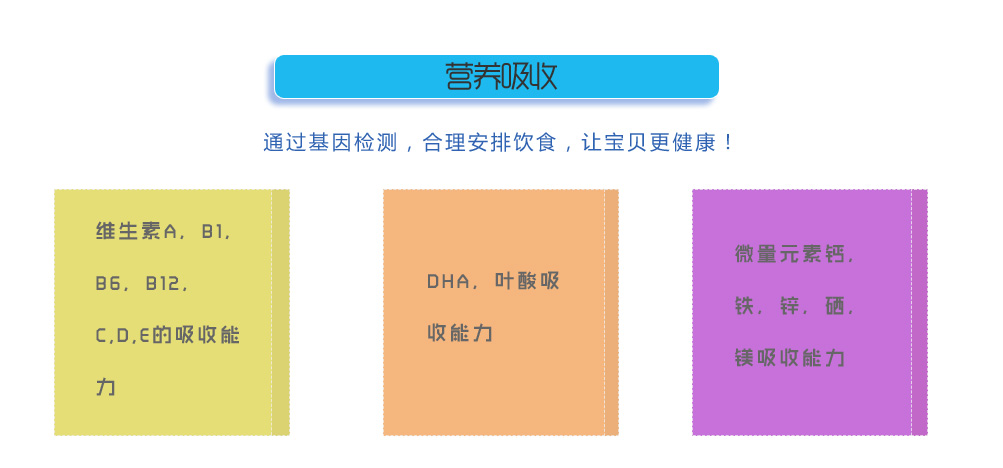 营养吸收
通过基因检测，合理安排饮食，让宝贝更健康！
维生素A，B1,
B6，B12,
C,D,E的吸收能
力
DHA，叶酸吸
收能力
微量元素钙,
铁，锌，硒,
镁吸收能力